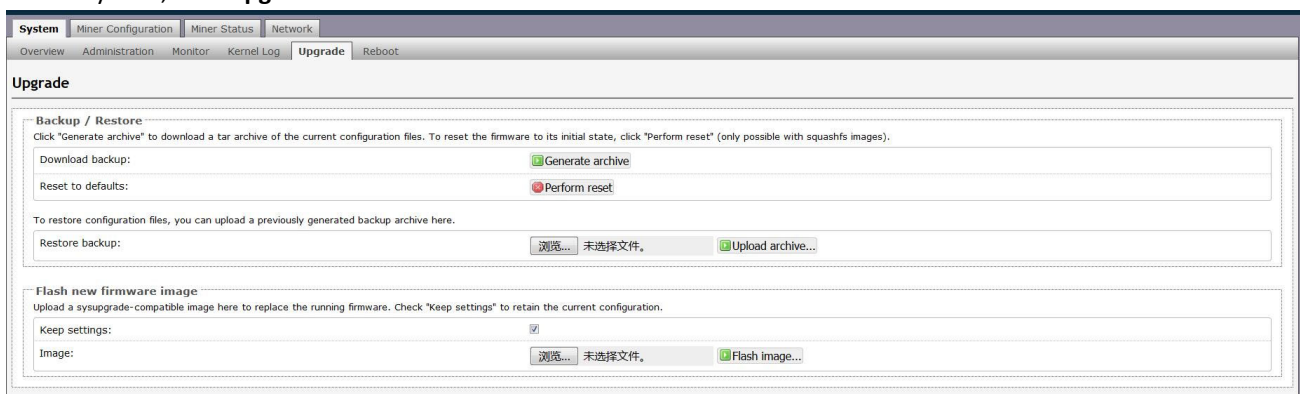 System Miner Configuration Miner Status Network
Overview Administration Monitor Kernel Log Upgrade Reboot
Upgrade
Backup / Restore
Click "Generate archive" to download a tar archive of the current configuration files. To reset the firmware to its initial state, click "Perform reset" (only possible with squashfs images).
Download backup: Generate archive
Reset to defaults: Perform reset
To restore configuration files, you can upload a previously generated backup archive here.
Restore backup: 浏览... 未选择文件。 Upload archive...
Flash new firmware image
Upload a sysupgrade-compatible image here to replace the running firmware. Check "Keep settings" to retain the current configuration.
Keep settings:
Image: 浏览... 未选择文件。 Flash image...